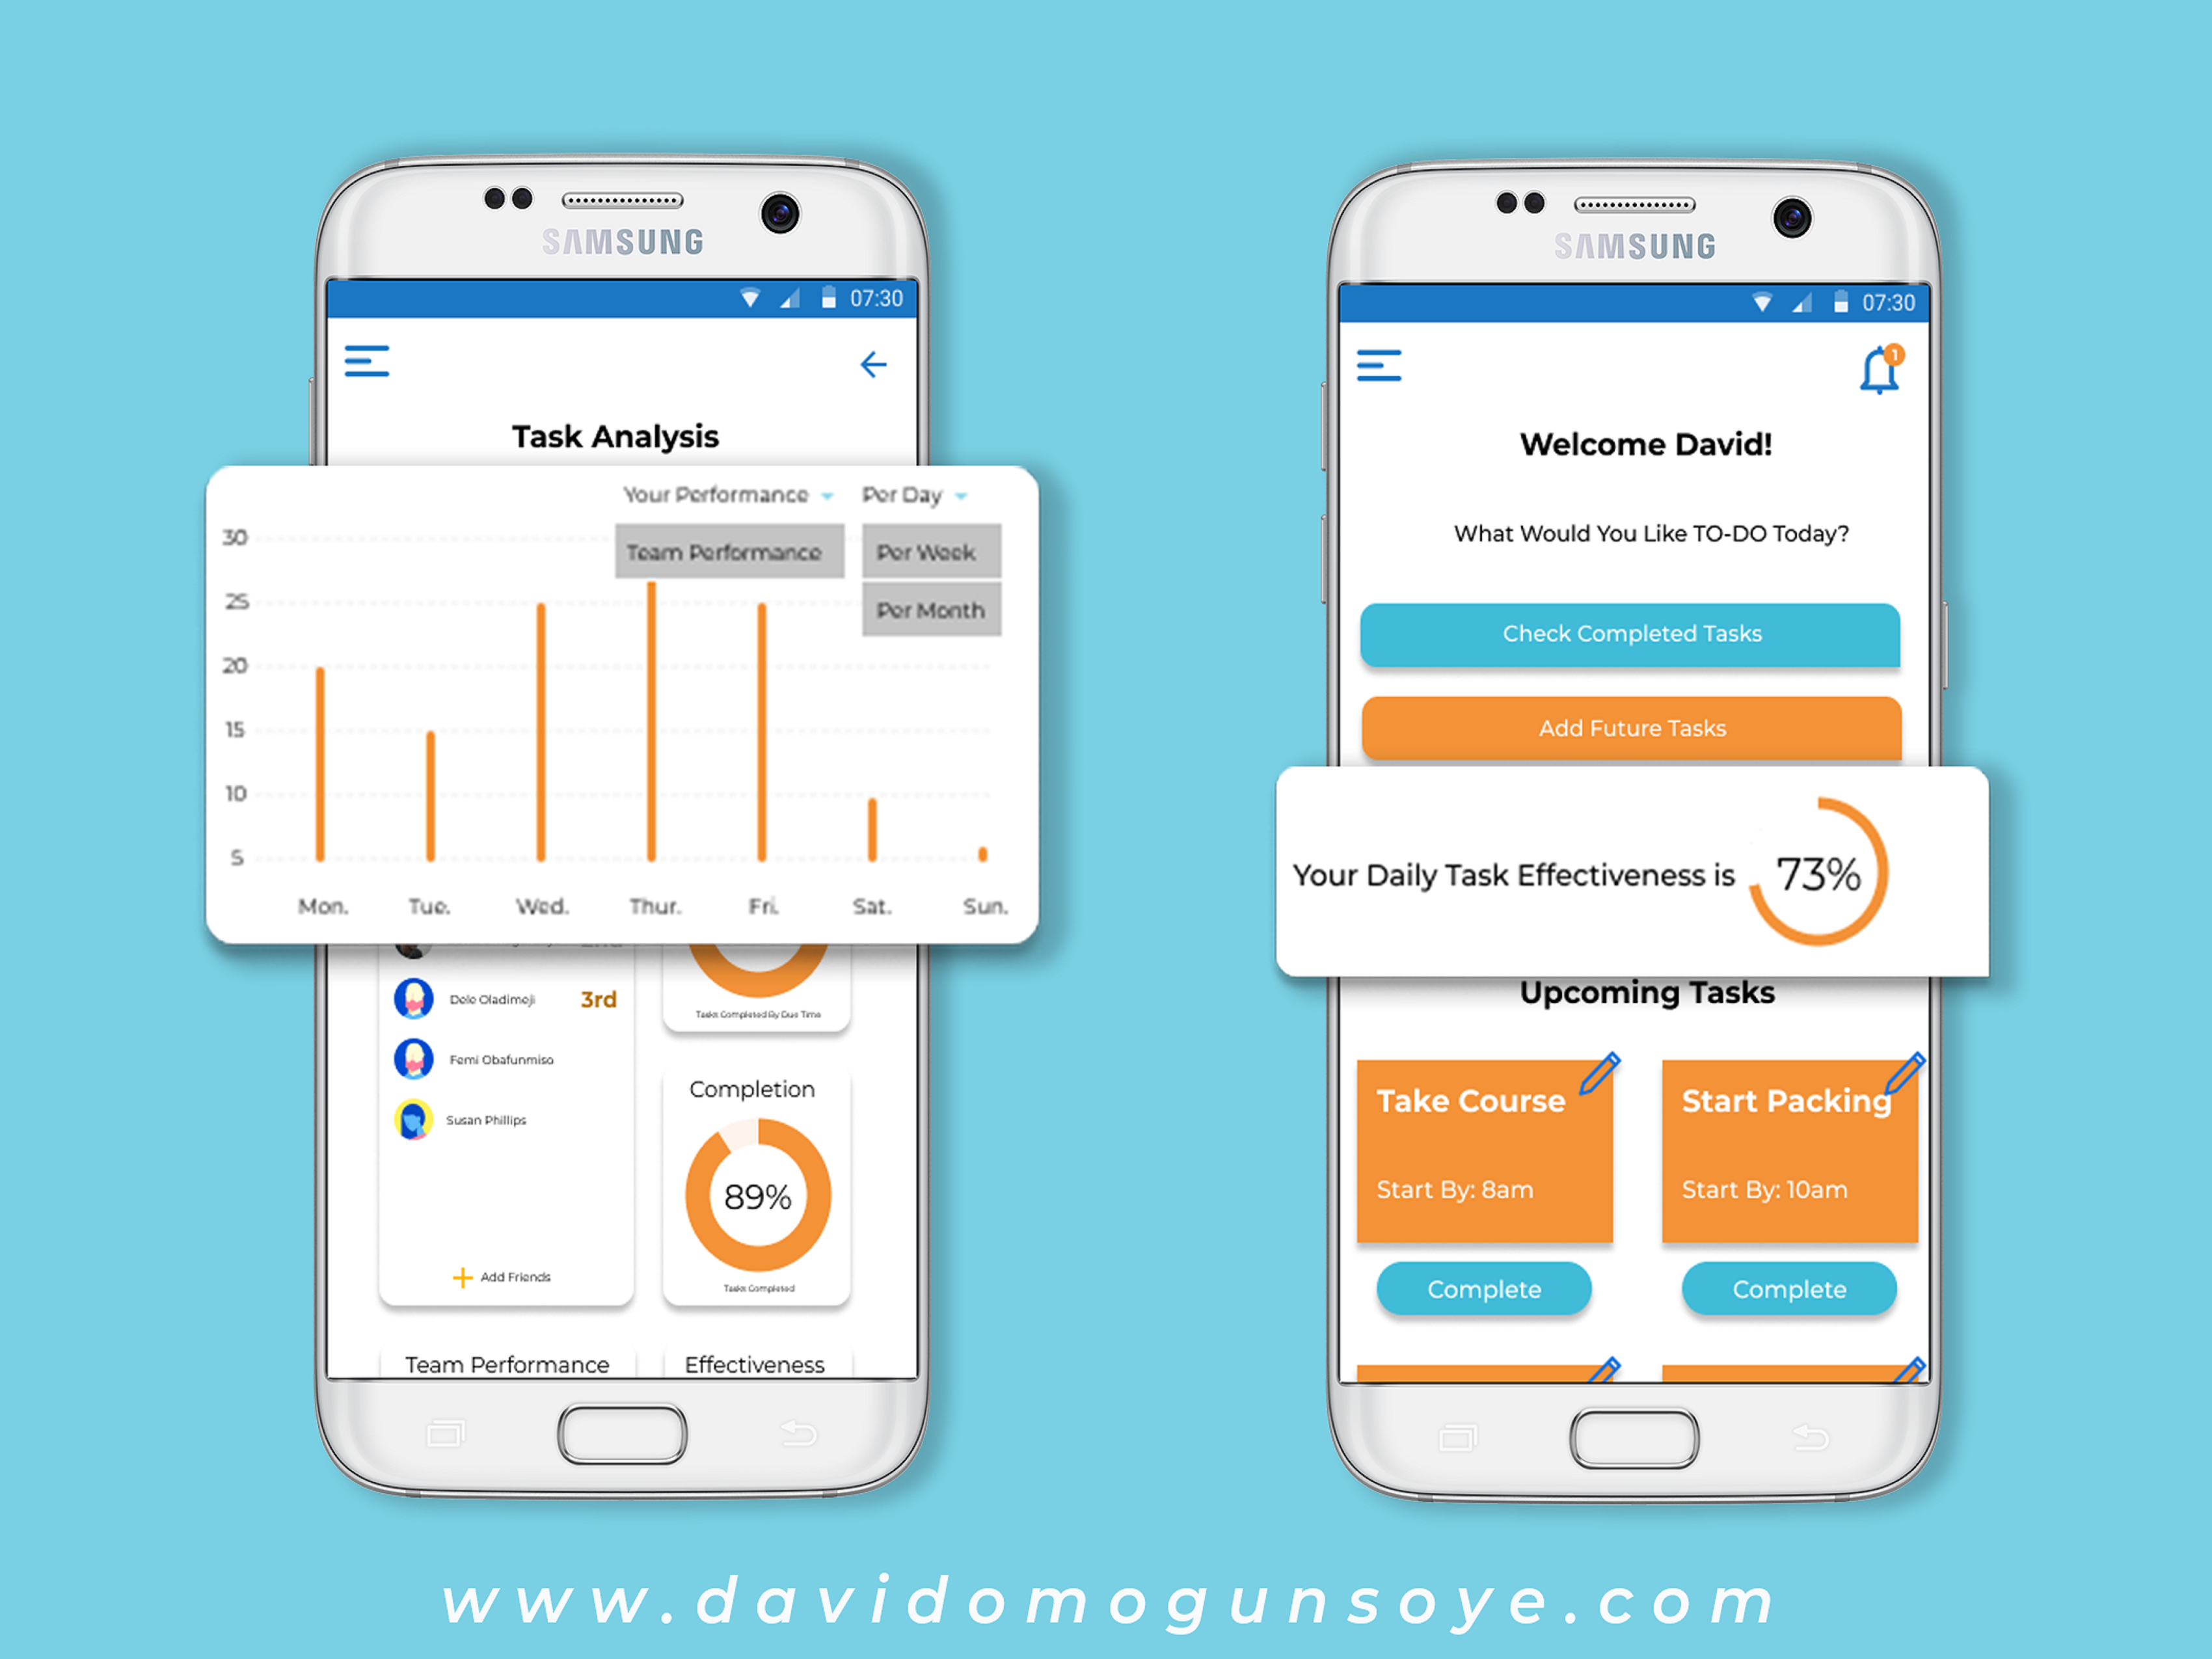 SAMSUNG
07:30
Task Analysis
Your Performance
Per Day
Team Performance
Per Week
Per Month
30
25
20
15
10
5
Mon.
Tue.
Wed.
Thur.
Fri.
Sat.
Sun.
Dele Oladimeji
3rd
Femi Obafunmiso
Susan Phillips
Add Friends
Tasks Completed By Due Time
Completion
89%
Tasks Completed
Team Performance
Effectiveness
SAMSUNG
07:30
1
Welcome David!
What Would You Like TO-DO Today?
Check Completed Tasks
Add Future Tasks
Your Daily Task Effectiveness is
73%
Upcoming Tasks
Take Course
Start By: 8am
Complete
Start Packing
Start By: 10am
Complete
www.davidomogunsoye.com